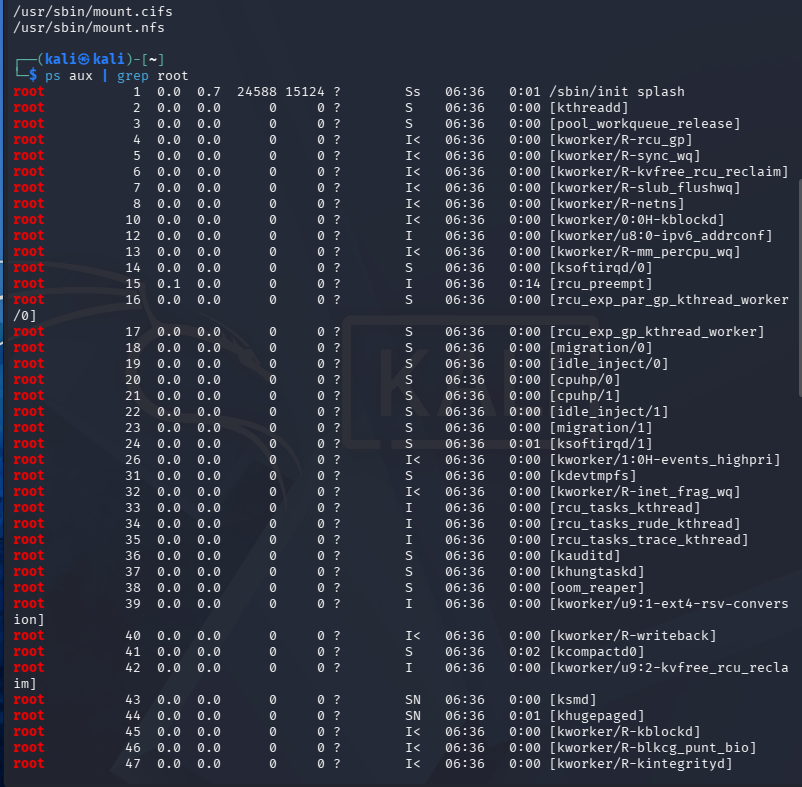 /usr/sbin/mount.cifs
/usr/sbin/mount.nfs
┌──(kali㉿kali)-[~]
└─$ ps aux | grep root
root           1  0.0  0.7  24588 15124 ?        Ss   06:36   0:01 /sbin/init splash
root           2  0.0  0.0      0     0 ?        S    06:36   0:00 [kthreadd]
root           3  0.0  0.0      0     0 ?        S    06:36   0:00 [pool_workqueue_release]
root           4  0.0  0.0      0     0 ?        I<   06:36   0:00 [kworker/R-rcu_gp]
root           5  0.0  0.0      0     0 ?        I<   06:36   0:00 [kworker/R-sync_wq]
root           6  0.0  0.0      0     0 ?        I<   06:36   0:00 [kworker/R-kvfree_rcu_reclaim]
root           7  0.0  0.0      0     0 ?        I<   06:36   0:00 [kworker/R-slub_flushwq]
root           8  0.0  0.0      0     0 ?        I<   06:36   0:00 [kworker/R-netns]
root          10  0.0  0.0      0     0 ?        I<   06:36   0:00 [kworker/0:0H-kblockd]
root          12  0.0  0.0      0     0 ?        I    06:36   0:00 [kworker/u8:0-ipv6_addrconf]
root          13  0.0  0.0      0     0 ?        I<   06:36   0:00 [kworker/R-mm_percpu_wq]
root          14  0.0  0.0      0     0 ?        S    06:36   0:00 [ksoftirqd/0]
root          15  0.1  0.0      0     0 ?        I    06:36   0:14 [rcu_preempt]
root          16  0.0  0.0      0     0 ?        S    06:36   0:00 [rcu_exp_par_gp_kthread_worker
/0]
root          17  0.0  0.0      0     0 ?        S    06:36   0:00 [rcu_exp_gp_kthread_worker]
root          18  0.0  0.0      0     0 ?        S    06:36   0:00 [migration/0]
root          19  0.0  0.0      0     0 ?        S    06:36   0:00 [idle_inject/0]
root          20  0.0  0.0      0     0 ?        S    06:36   0:00 [cpuhp/0]
root          21  0.0  0.0      0     0 ?        S    06:36   0:00 [cpuhp/1]
root          22  0.0  0.0      0     0 ?        S    06:36   0:00 [idle_inject/1]
root          23  0.0  0.0      0     0 ?        S    06:36   0:00 [migration/1]
root          24  0.0  0.0      0     0 ?        S    06:36   0:01 [ksoftirqd/1]
root          26  0.0  0.0      0     0 ?        I<   06:36   0:00 [kworker/1:0H-events_highpri]
root          31  0.0  0.0      0     0 ?        S    06:36   0:00 [kdevtmpfs]
root          32  0.0  0.0      0     0 ?        I<   06:36   0:00 [kworker/R-inet_frag_wq]
root          33  0.0  0.0      0     0 ?        I    06:36   0:00 [rcu_tasks_kthread]
root          34  0.0  0.0      0     0 ?        I    06:36   0:00 [rcu_tasks_rude_kthread]
root          35  0.0  0.0      0     0 ?        I    06:36   0:00 [rcu_tasks_trace_kthread]
root          36  0.0  0.0      0     0 ?        S    06:36   0:00 [kauditd]
root          37  0.0  0.0      0     0 ?        S    06:36   0:00 [khungtaskd]
root          38  0.0  0.0      0     0 ?        S    06:36   0:00 [oom_reaper]
root          39  0.0  0.0      0     0 ?        I    06:36   0:00 [kworker/u9:1-ext4-rsv-convers
ion]
root          40  0.0  0.0      0     0 ?        I<   06:36   0:00 [kworker/R-writeback]
root          41  0.0  0.0      0     0 ?        S    06:36   0:02 [kcompactd0]
root          42  0.0  0.0      0     0 ?        I    06:36   0:00 [kworker/u9:2-kvfree_rcu_recla
im]
root          43  0.0  0.0      0     0 ?        SN   06:36   0:00 [ksmd]
root          44  0.0  0.0      0     0 ?        SN   06:36   0:01 [khugepaged]
root          45  0.0  0.0      0     0 ?        I<   06:36   0:00 [kworker/R-kblockd]
root          46  0.0  0.0      0     0 ?        I<   06:36   0:00 [kworker/R-blkcg_punt_bio]
root          47  0.0  0.0      0     0 ?        I<   06:36   0:00 [kworker/R-kintegrityd]